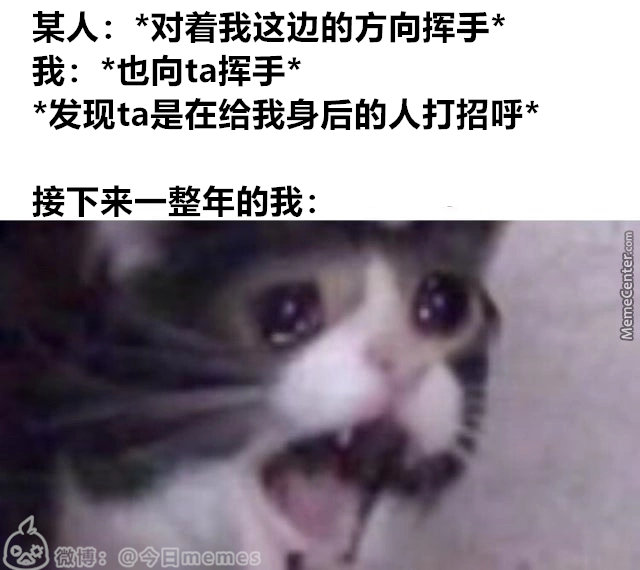 某人：*对着我这边的方向挥手*
我：*也向ta挥手*
*发现ta是在给我身后的人打招呼*
接下来一整年的我：
MemeCenter.com
微博：@今日memes